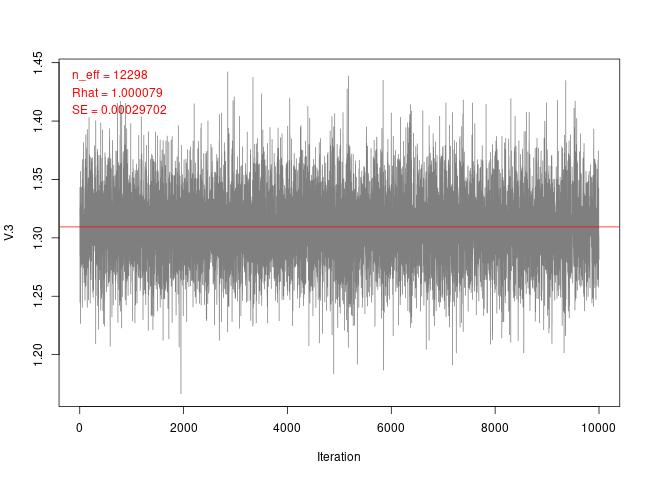 n_eff = 12298
Rhat = 1.000079
SE = 0.00029702
1.45
1.40
1.35
1.30
1.25
1.20
V.3
0 2000 4000 6000 8000 10000
Iteration